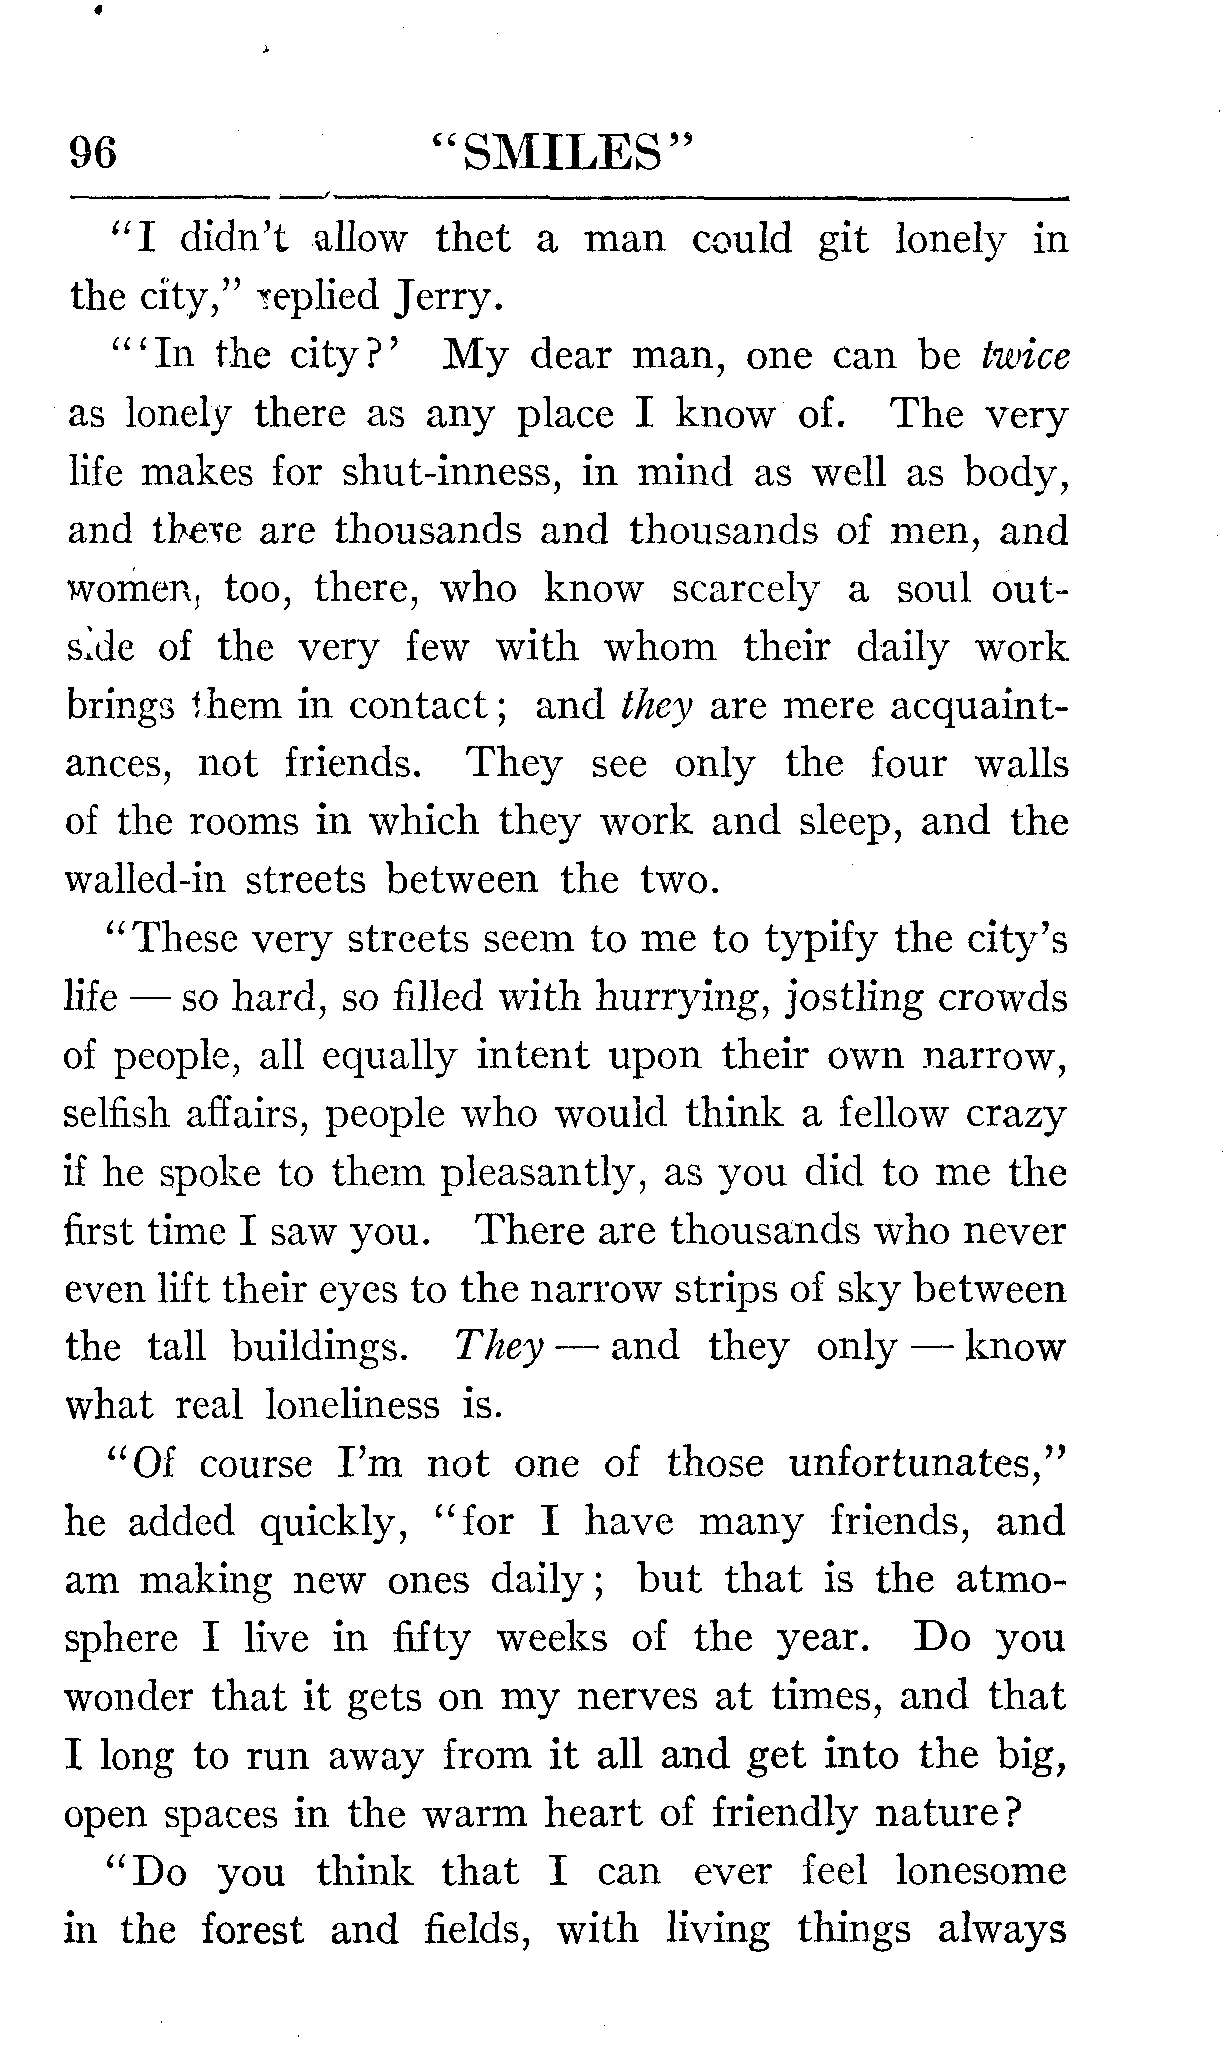 96 "SMILES"
"I didn't allow thet a man could git lonely in
the city," replied Jerry.
"'In the city?' My dear man, one can be twice
as lonely there as any place I know of. The very
life makes for shut-inness, in mind as well as body,
and there are thousands and thousands of men, and
women, too, there, who know scarcely a soul out-
side of the very few with whom their daily work
brings them in contact; and they are mere acquaint-
ances, not friends. They see only the four walls
of the rooms in which they work and sleep, and the
walled-in streets between the two.
"These very streets seem to me to typify the city's
life — so hard, so filled with hurrying, jostling crowds
of people, all equally intent upon their own narrow,
selfish affairs, people who would think a fellow crazy
if he spoke to them pleasantly, as you did to me the
first time I saw you. There are thousands who never
even lift their eyes to the narrow strips of sky between
the tall buildings. They — and they only — know
what real loneliness is.
"Of course I'm not one of those unfortunates,"
he added quickly, "for I have many friends, and
am making new ones daily; but that is the atmo-
sphere I live in fifty weeks of the year. Do you
wonder that it gets on my nerves at times, and that
I long to run away from it all and get into the big,
open spaces in the warm heart of friendly nature?
"Do you think that I can ever feel lonesome
in the forest and fields, with living things always